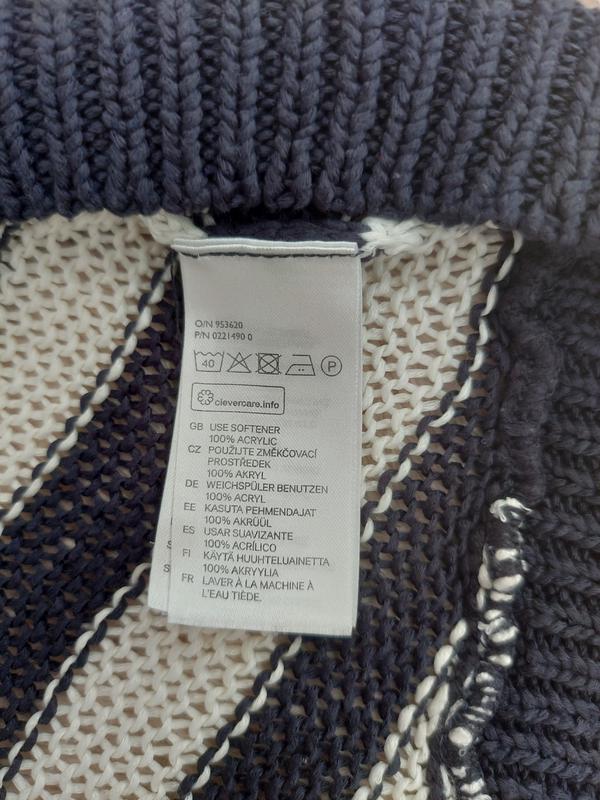 O/N 953620
P/N 0221490 0
40 P
clevercare.info
GB USE SOFTENER
100% ACRYLIC
CZ POUŽIJTE ZMĚKČOVACÍ
PROSTŘEDEK
100% AKRYL
DE WEICHSPÜLER BENUTZEN
100% ACRYL
EE KASUTA PEHMENDAJAT
100% AKRÜÜL
ES USAR SUAVIZANTE
100% ACRÍLICO
FI KÄYTÄ HUUHTELUAINETTA
100% AKRYYLIA
FR LAVER À LA MACHINE À
L'EAU TIÈDE.